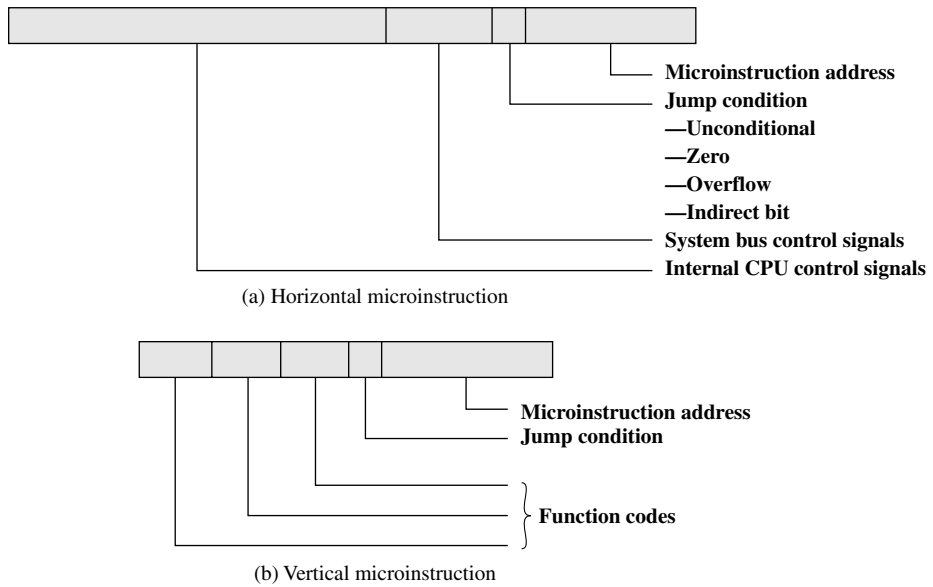 Microinstruction address
Jump condition
—Unconditional
—Zero
—Overflow
—Indirect bit
System bus control signals
Internal CPU control signals
(a) Horizontal microinstruction
Microinstruction address
Jump condition
Function codes
(b) Vertical microinstruction